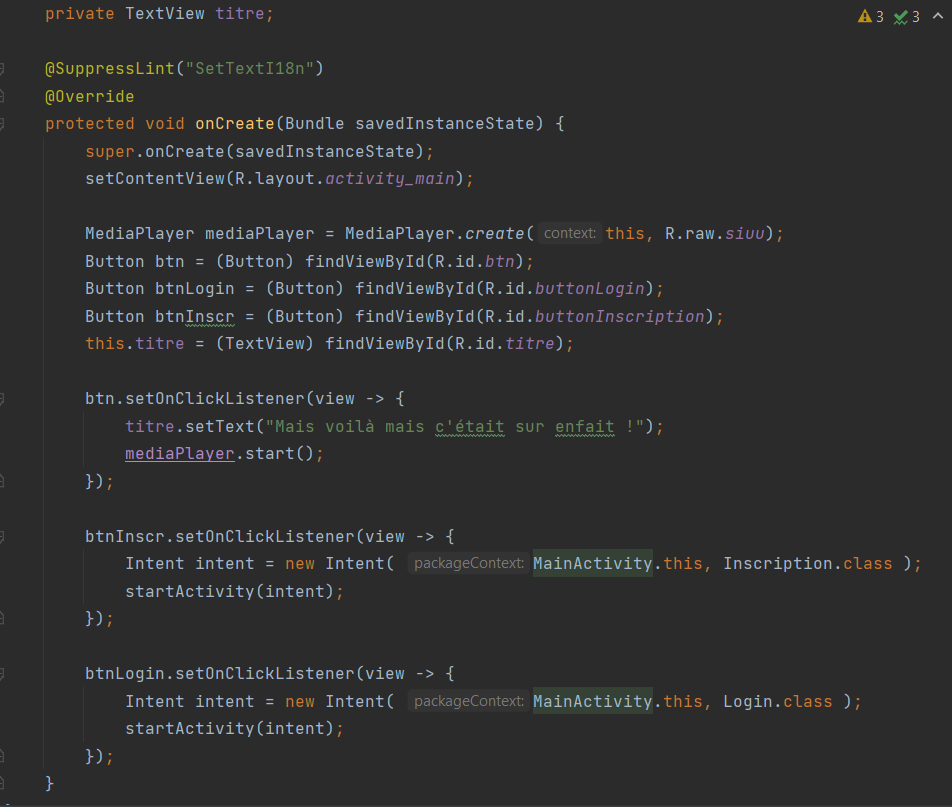 private TextView titre;
3 3
@SuppressLint("SetTextI18n")
@Override
protected void onCreate(Bundle savedInstanceState) {
super.onCreate(savedInstanceState);
setContentView(R.layout.activity_main);
MediaPlayer mediaPlayer = MediaPlayer.create( context: this, R.raw.sivv);
Button btn = (Button) findViewById(R.id.btn);
Button btnLogin = (Button) findViewById(R.id.buttonLogin);
Button btnInscr = (Button) findViewById(R.id.buttonInscription);
this.titre = (TextView) findViewById(R.id.titre);
btn.setOnClickListener(view -> {
titre.setText("Mais voilà mais c'était sur enfait !");
mediaPlayer.start();
});
btnInscr.setOnClickListener(view -> {
Intent intent = new Intent( packageContext: MainActivity.this, Inscription.class );
startActivity(intent);
});
btnLogin.setOnClickListener(view -> {
Intent intent = new Intent( packageContext: MainActivity.this, Login.class );
startActivity(intent);
});
}